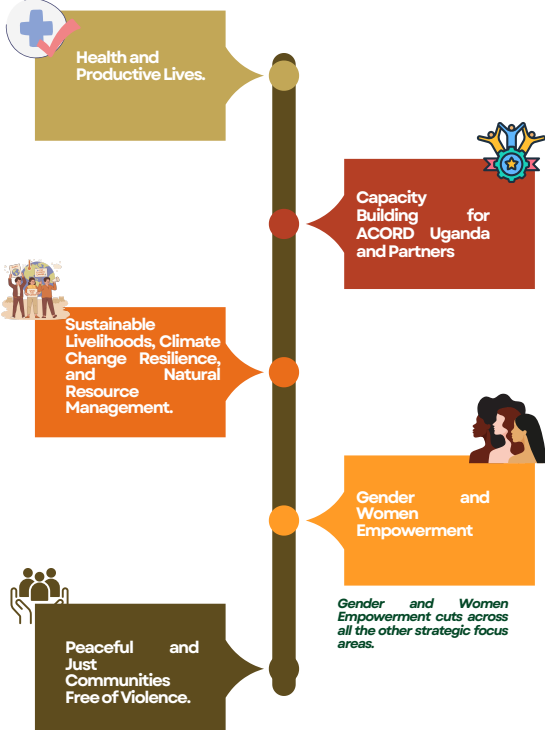 Health and
Productive Lives.
Capacity
Building for
ACORD Uganda
and Partners
Sustainable
Livelihoods, Climate
Change Resilience,
and Natural
Resource
Management.
Gender and
Women
Empowerment
Gender and Women
Empowerment cuts across
all the other strategic focus
areas.
Peaceful and
Just
Communities
Free of Violence.